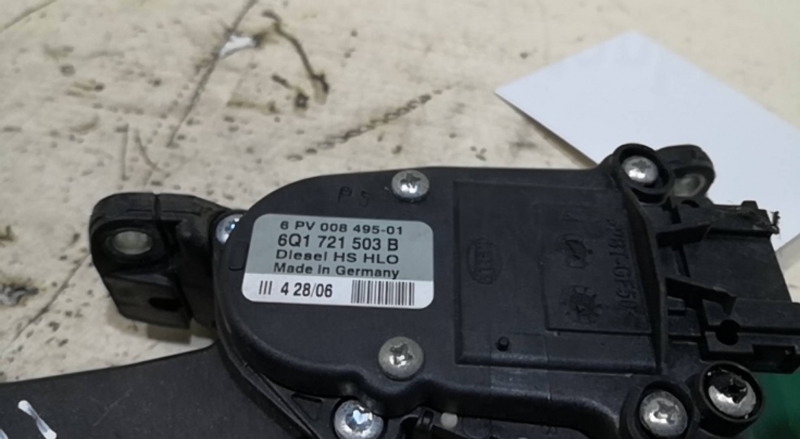 6 PV 008 495-01
6Q1 721 503 B
Diesel HS HLO
Made in Germany
III 4 28/06